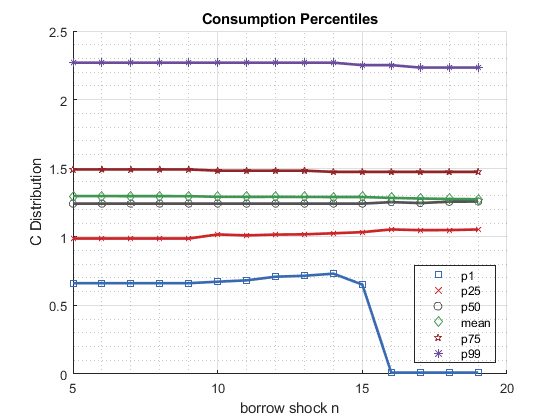 Consumption Percentiles
2.5
2
1.5
1
0.5
0
C Distribution
5
10
15
20
borrow shock n
p1
p25
p50
mean
p75
p99